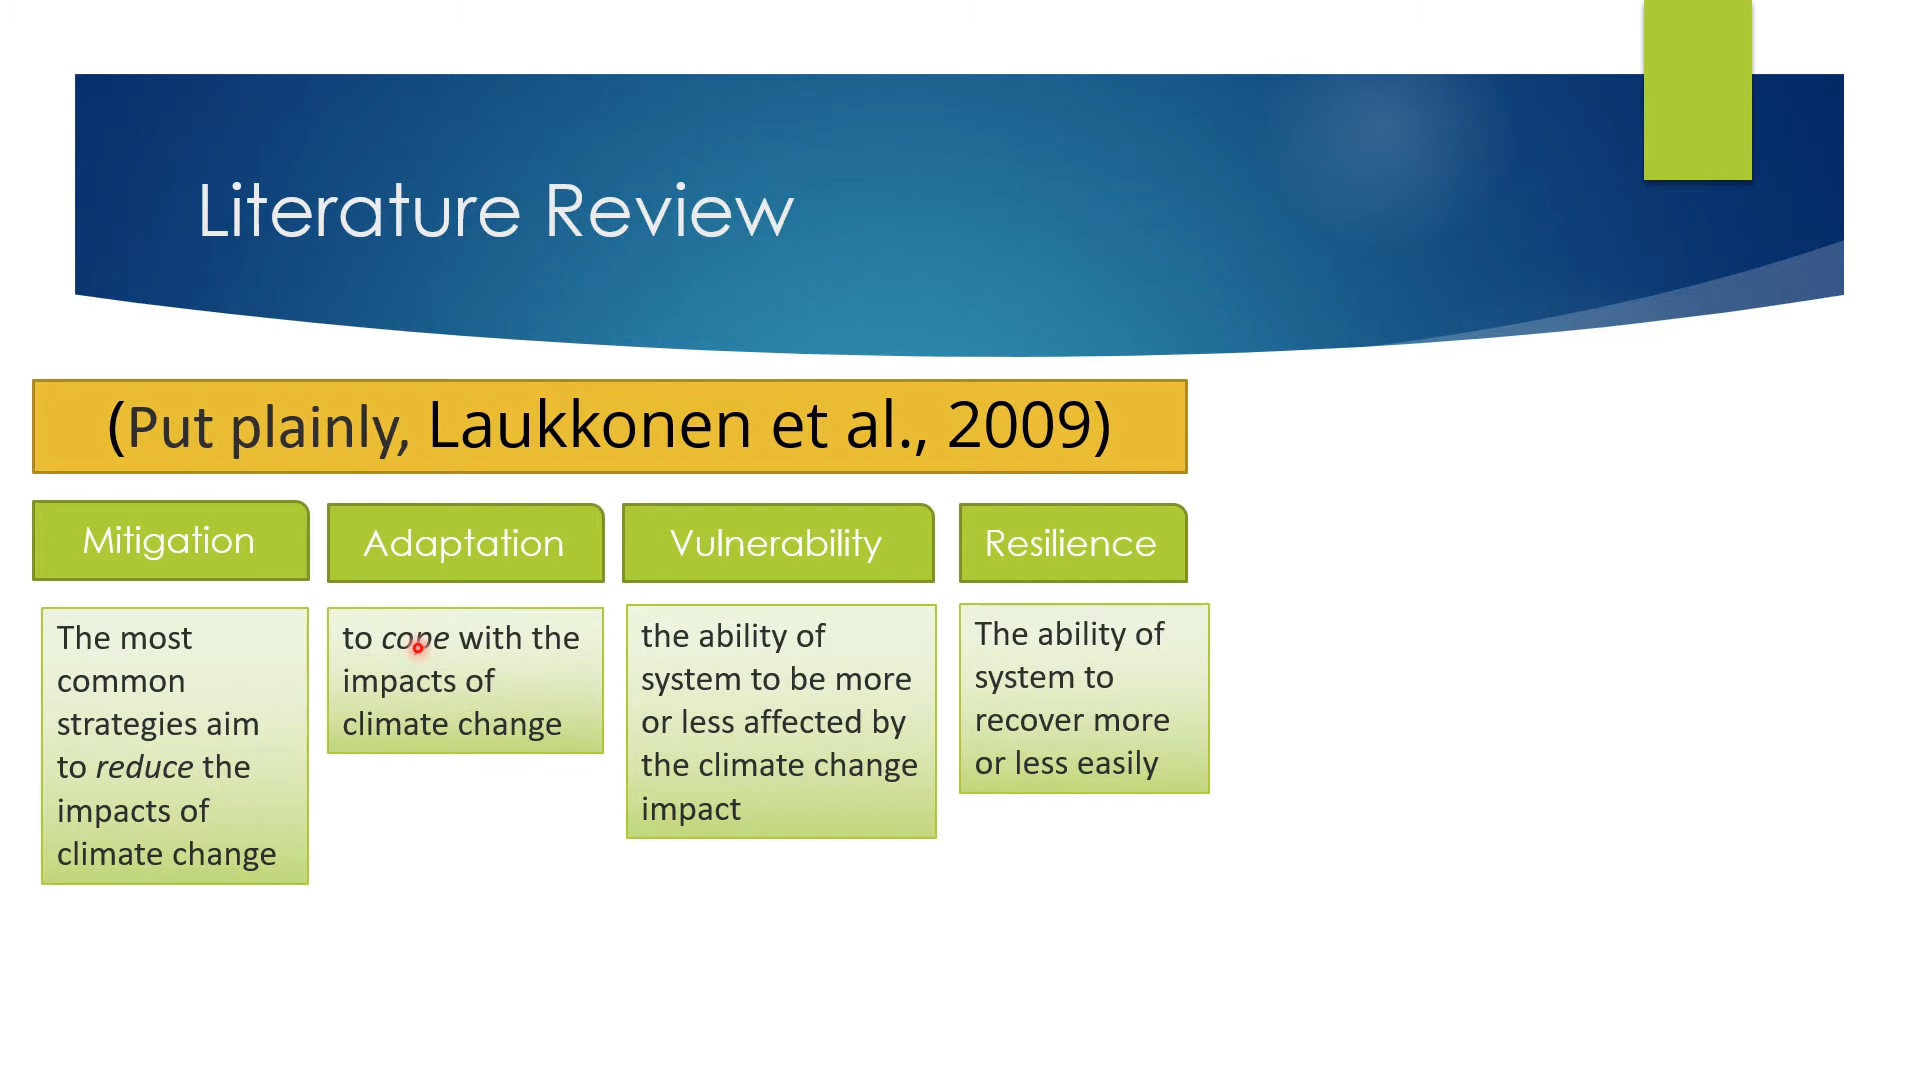 Literature Review
(Put plainly, Laukkonen et al., 2009)
Mitigation
Adaptation
Vulnerability
Resilience
The most
common
strategies aim
to reduce the
impacts of
climate change
to cope with the
impacts of
climate change
the ability of
system to be more
or less affected by
the climate change
impact
The ability of
system to
recover more
or less easily